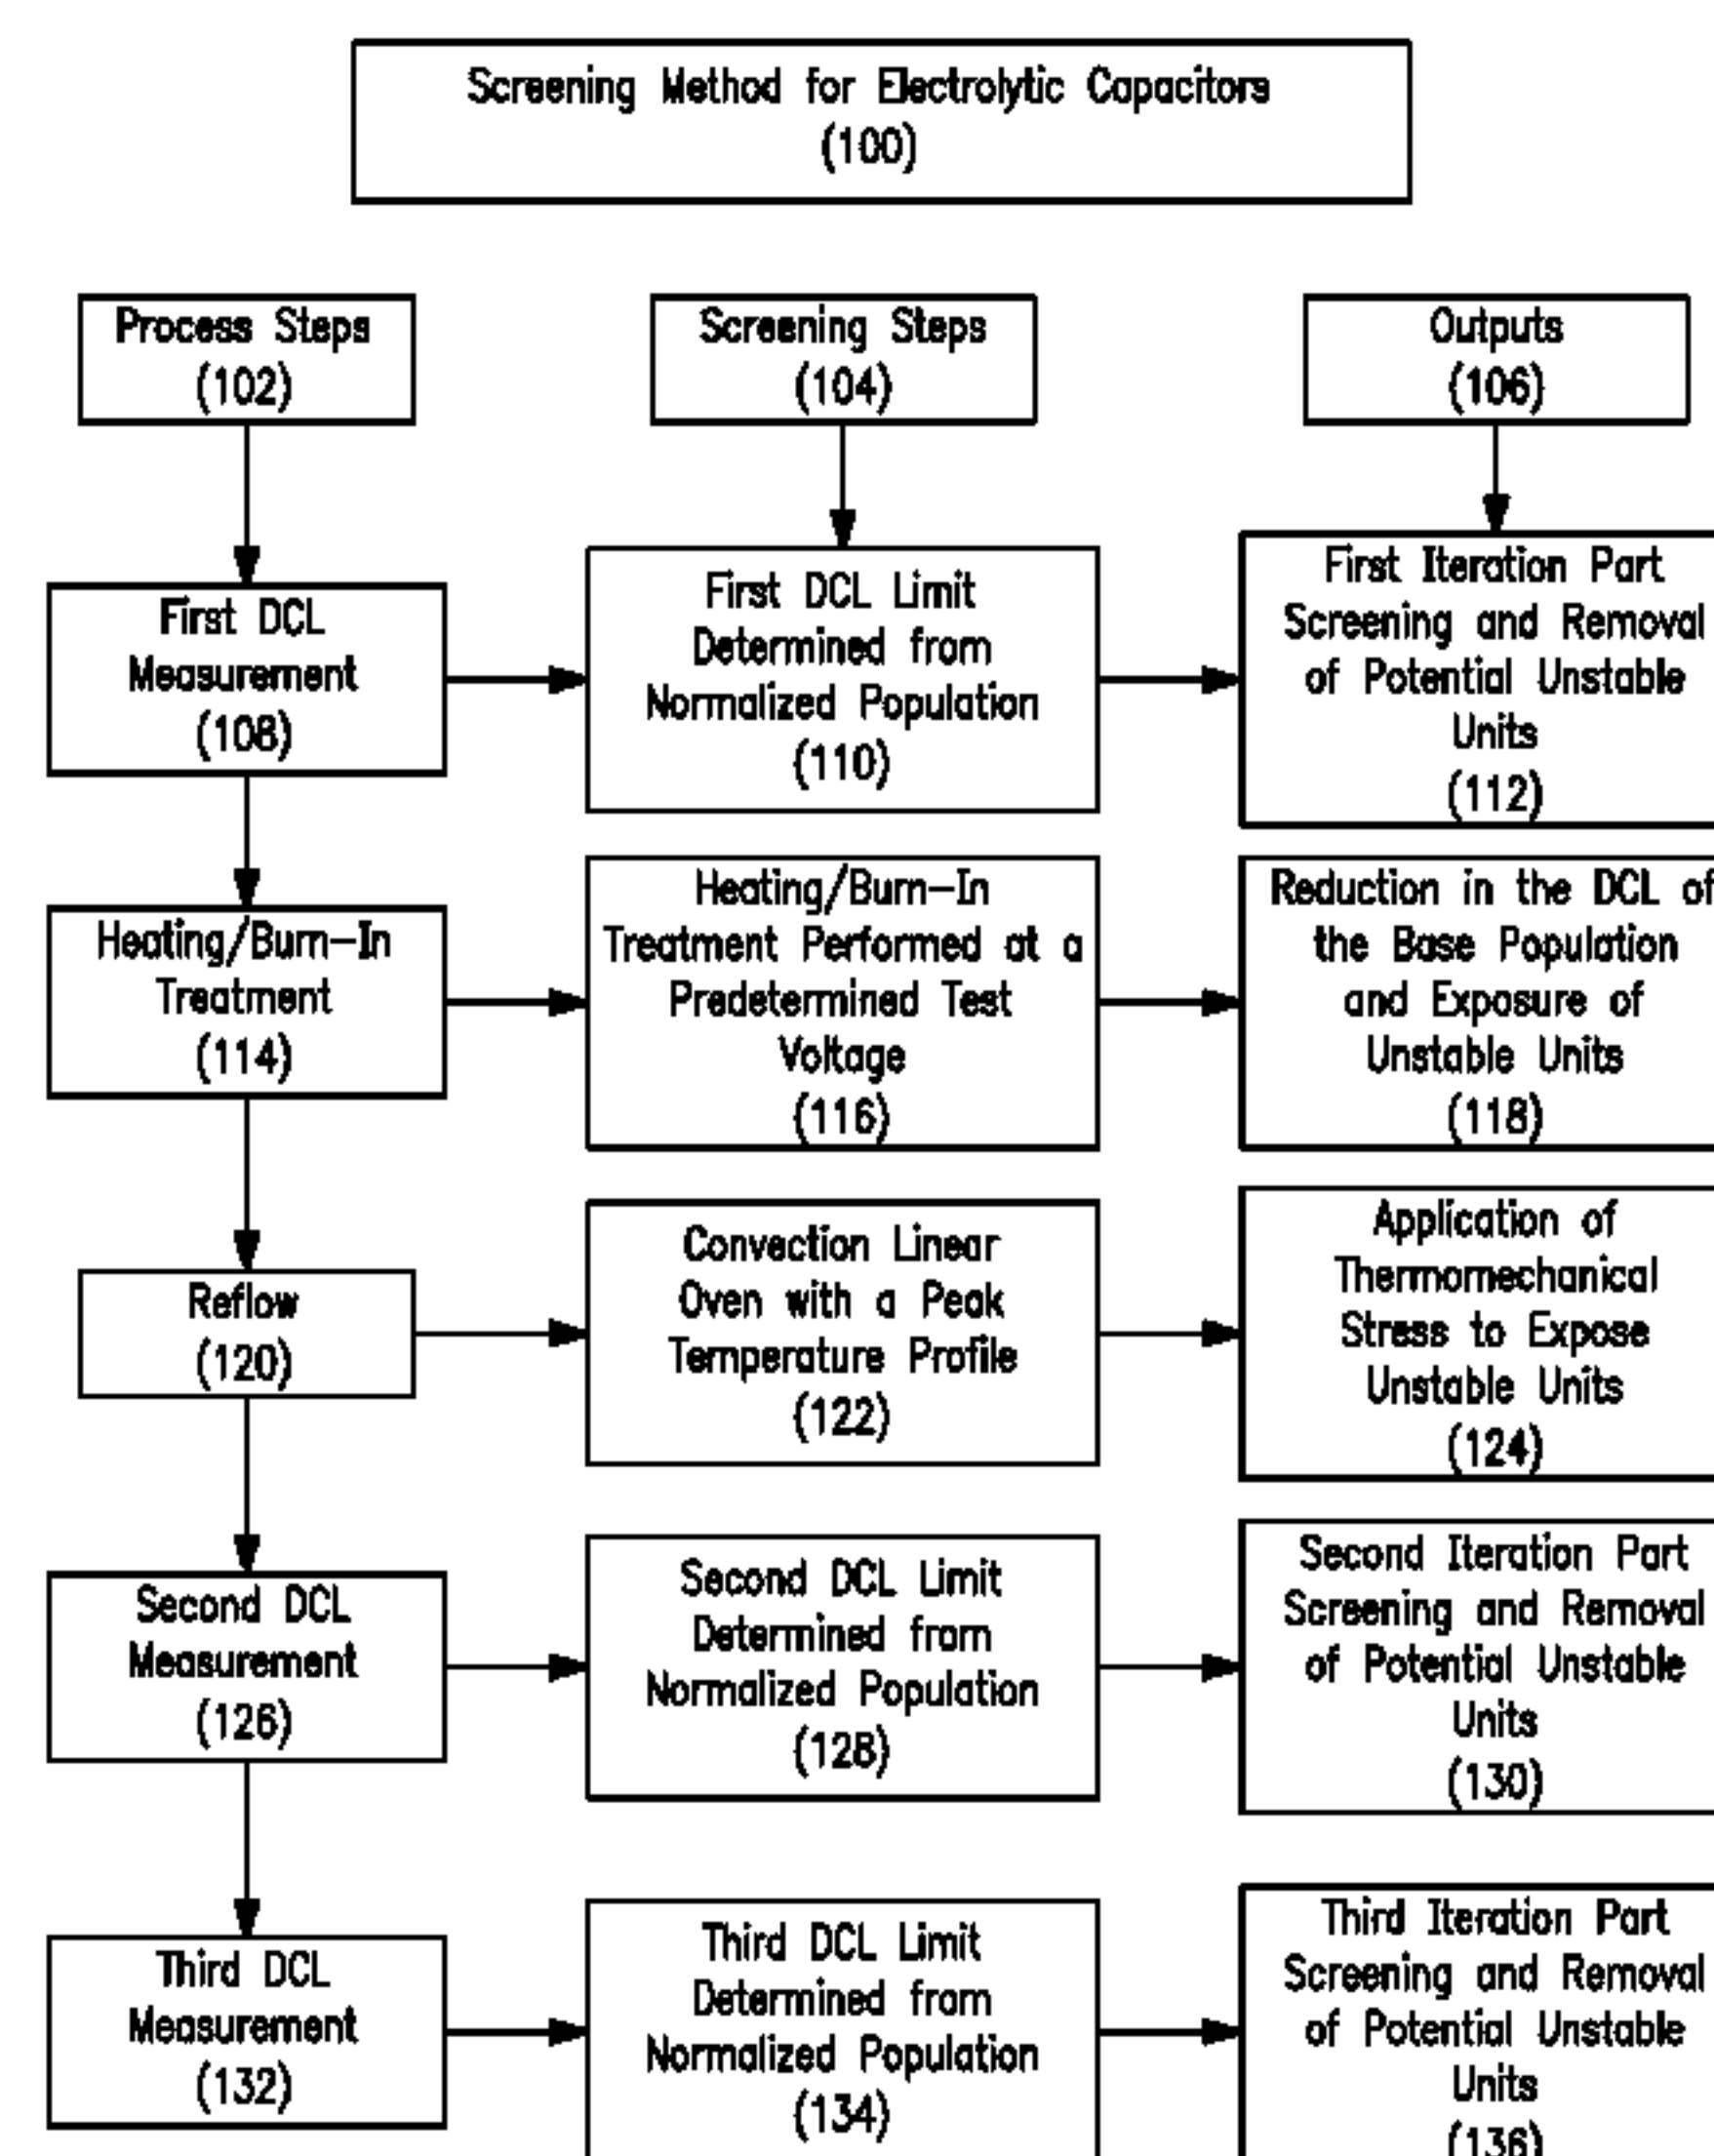 Screening Method for Electrolytic Capacitors
(100)
Process Steps
(102)
Screening Steps
(104)
Outputs
(106)
First DCL
Measurement
(108)
First DCL Limit
Determined from
Normalized Population
(110)
First Iteration Part
Screening and Removal
of Potential Unstable
Units
(112)
Heating/Burn-In
Treatment
(114)
Heating/Burn-In
Treatment Performed at a
Predetermined Test
Voltage
(116)
Reduction in the DCL of
the Base Population
and Exposure of
Unstable Units
(118)
Reflow
(120)
Convection Linear
Oven with a Peak
Temperature Profile
(122)
Application of
Thermomechanical
Stress to Expose
Unstable Units
(124)
Second DCL
Measurement
(126)
Second DCL Limit
Determined from
Normalized Population
(128)
Second Iteration Part
Screening and Removal
of Potential Unstable
Units
(130)
Third DCL
Measurement
(132)
Third DCL Limit
Determined from
Normalized Population
(134)
Third Iteration Part
Screening and Removal
of Potential Unstable
Units
(136)